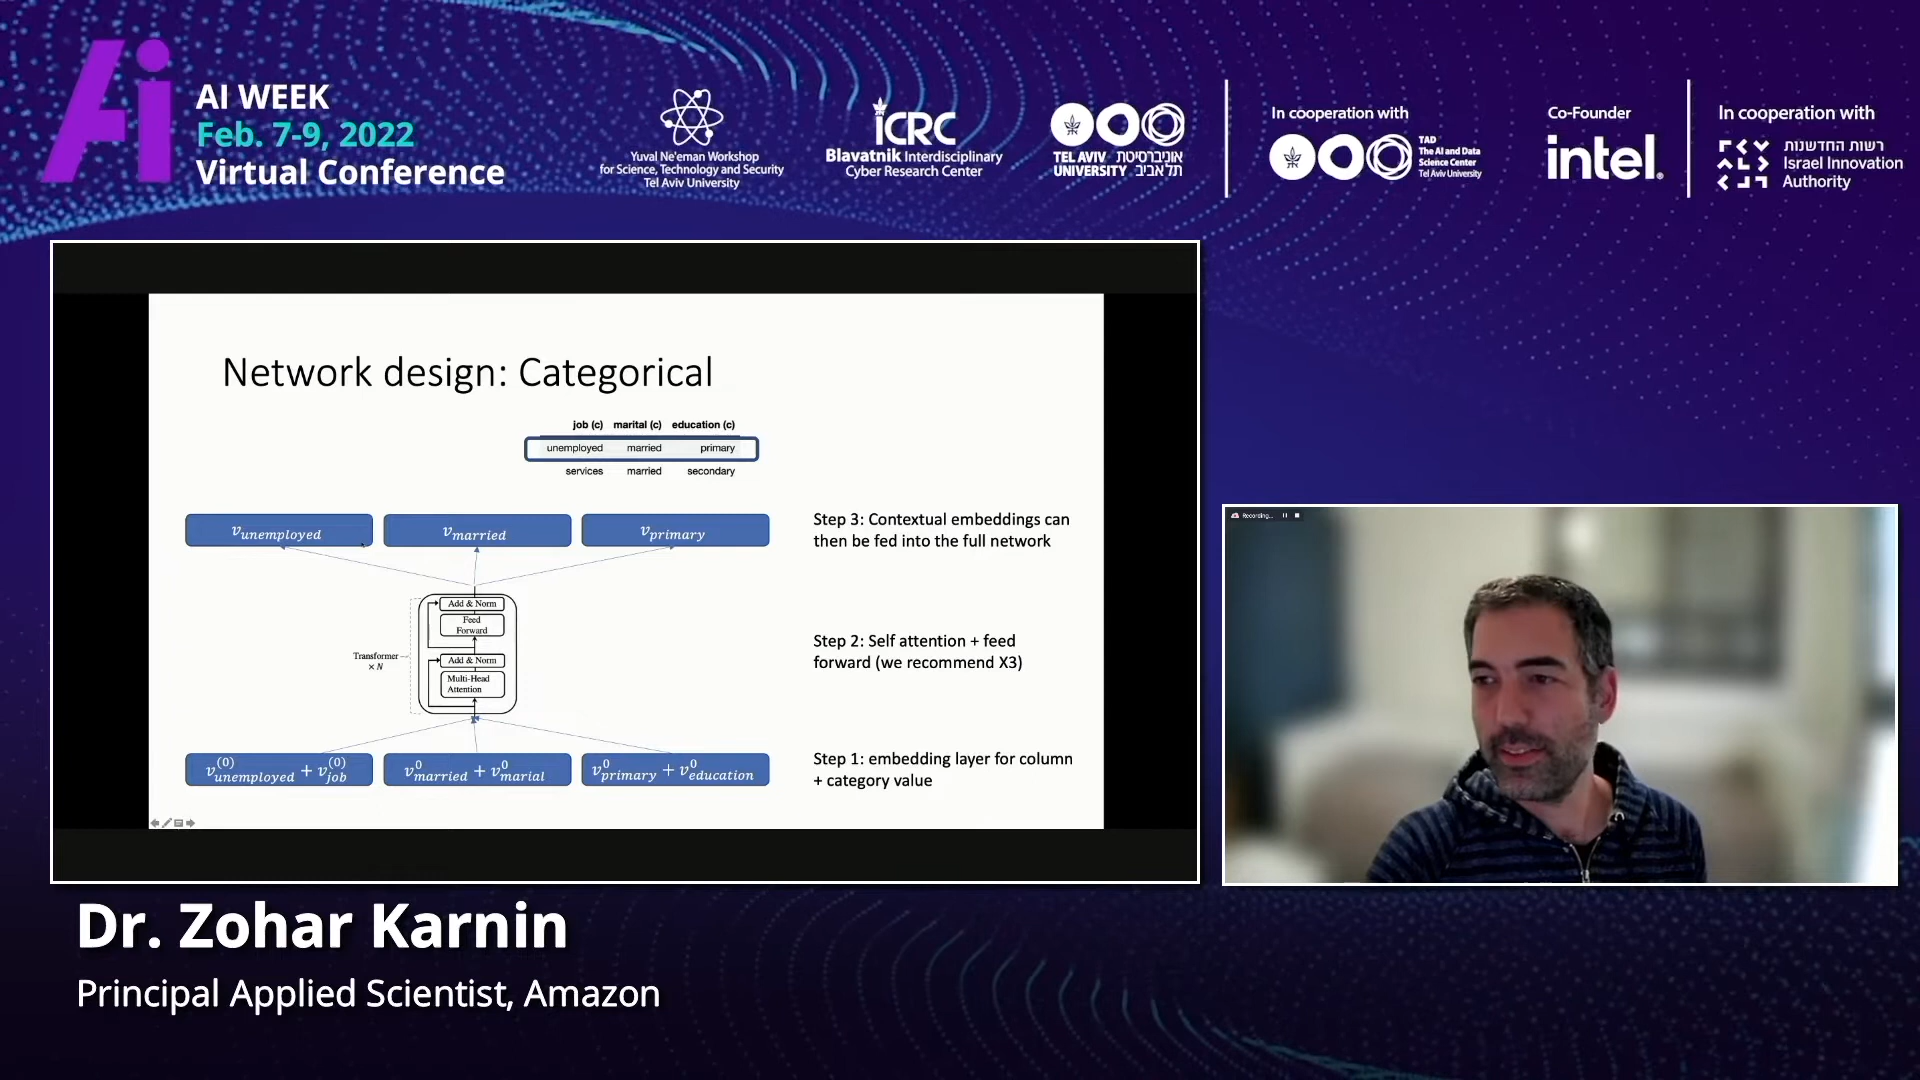 Ai
AI WEEK
Feb. 7-9, 2022
Virtual Conference
Yuval Ne'eman Workshop
for Science, Technology and Security
Tel Aviv University
iCRC
Blavatnik Interdisciplinary
Cyber Research Center
TEL AVIV אוניברסיטת
UNIVERSITY תל אביב
In cooperation with
TAD
The AI and Data
Science Center
Tel Aviv University
Co-Founder
intel.
In cooperation with
רשות החדשנות
Israel Innovation
Authority
Network design: Categorical
job (c) marital (c) education (c)
unemployed married primary
services married secondary
v_unemployed v_married v_primary
Step 3: Contextual embeddings can
then be fed into the full network
Add & Norm
Feed
Forward
Transformer
× N
Add & Norm
Multi-Head
Attention
Step 2: Self attention + feed
forward (we recommend X3)
v^(0)_unemployed + v^(0)_job v^0_married + v^0_marial v^0_primary + v^0_education
Step 1: embedding layer for column
+ category value
Recording...
Dr. Zohar Karnin
Principal Applied Scientist, Amazon